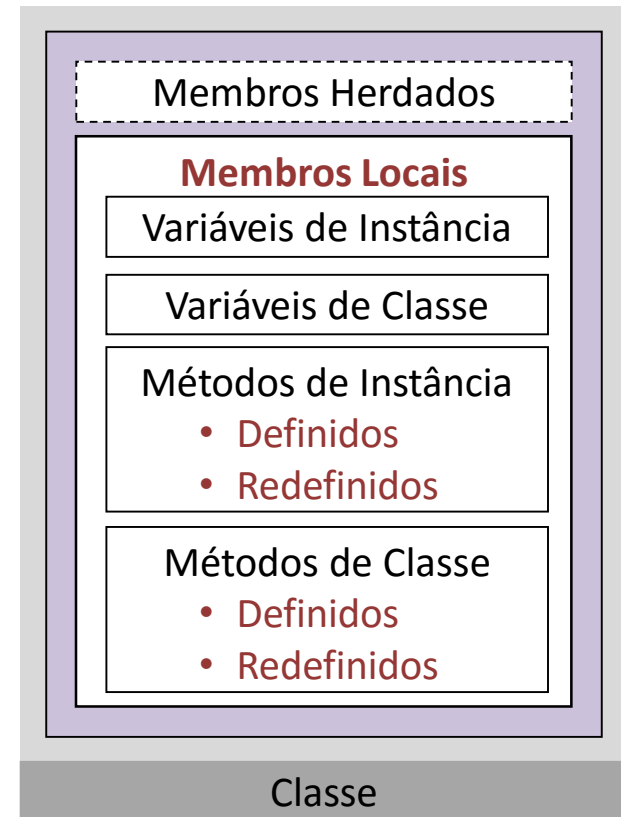 Membros Herdados
Membros Locais
Variáveis de Instância
Variáveis de Classe
Métodos de Instância
• Definidos
• Redefinidos
Métodos de Classe
• Definidos
• Redefinidos
Classe